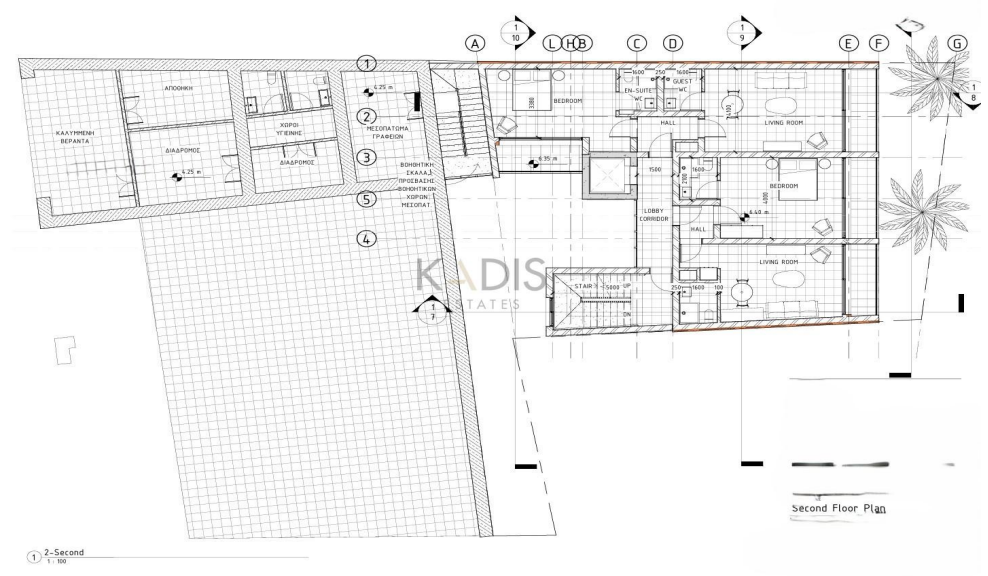 1
10
1
9
A
L
H
B
C
D
E
F
G
1
8
1
2
3
5
4
ΑΠΟΘΗΚΗ
4.25 m
ΚΑΛΥΜΜΕΝΗ
ΒΕΡΑΝΤΑ
ΔΙΑΔΡΟΜΟΣ
4.25 m
ΧΩΡΟΙ
ΥΓΙΕΙΝΗΣ
ΔΙΑΔΡΟΜΟΣ
ΜΕΣΟΠΑΤΩΜΑ
ΓΡΑΦΕΙΩΝ
ΒΟΗΘΗΤΙΚΗ
ΣΚΑΛΑ,
ΠΡΟΣΒΑΣΗΣ
ΒΟΗΘΗΤΙΚΩΝ
ΧΩΡΩΝ,
ΜΕΣΟΠΑΤ.
BEDROOM
1600
250
1600
EN-SUITE
WC
GUEST
WC
HALL
LIVING ROOM
6.35 m
1500
1600
BEDROOM
4000
6.40 m
LOBBY
CORRIDOR
HALL
LIVING ROOM
STAIR
5000
UP
DN
250
1600
100
KADIS
ESTATES
1
7
Second Floor Plan
1
2-Second
1 : 100